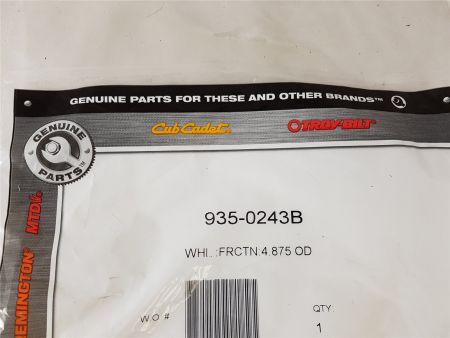 GENUINE PARTS FOR THESE AND OTHER BRANDS™
GENUINE PARTS™
Cub Cadet.
TROY-BILT®
MTD
REMINGTON®
935-0243B
WHL.:FRCTN:4.875 OD
W.O #
QTY:
1